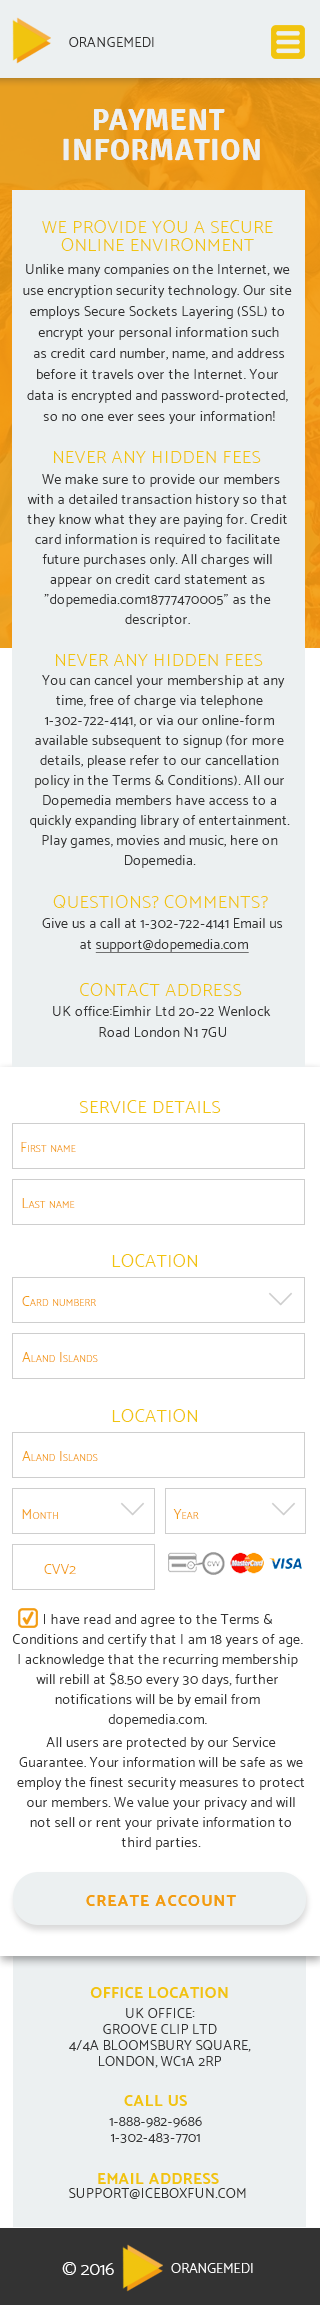 ORANGEMEDI
PAYMENT
INFORMATION
WE PROVIDE YOU A SECURE
ONLINE ENVIRONMENT
Unlike many companies on the Internet, we
use encryption security technology. Our site
employs Secure Sockets Layering (SSL) to
encrypt your personal information such
as credit card number, name, and address
before it travels over the Internet. Your
data is encrypted and password-protected,
so no one ever sees your information!
NEVER ANY HIDDEN FEES
We make sure to provide our members
with a detailed transaction history so that
they know what they are paying for. Credit
card information is required to facilitate
future purchases only. All charges will
appear on credit card statement as
"dopemedia.com18777470005" as the
descriptor.
NEVER ANY HIDDEN FEES
You can cancel your membership at any
time, free of charge via telephone
1-302-722-4141, or via our online-form
available subsequent to signup (for more
details, please refer to our cancellation
policy in the Terms & Conditions). All our
Dopemedia members have access to a
quickly expanding library of entertainment.
Play games, movies and music, here on
Dopemedia.
QUESTIONS? COMMENTS?
Give us a call at 1-302-722-4141 Email us
at support@dopemedia.com
CONTACT ADDRESS
UK office:Eimhir Ltd 20-22 Wenlock
Road London N1 7GU
SERVICE DETAILS
First name
Last name
LOCATION
Card numberr
Aland Islands
LOCATION
Aland Islands
Month Year
CVV2 CVV MasterCard VISA
I have read and agree to the Terms &
Conditions and certify that I am 18 years of age.
I acknowledge that the recurring membership
will rebill at $8.50 every 30 days, further
notifications will be by email from
dopemedia.com.
All users are protected by our Service
Guarantee. Your information will be safe as we
employ the finest security measures to protect
our members. We value your privacy and will
not sell or rent your private information to
third parties.
CREATE ACCOUNT
OFFICE LOCATION
UK OFFICE:
GROOVE CLIP LTD
4/4A BLOOMSBURY SQUARE,
LONDON, WC1A 2RP
CALL US
1-888-982-9686
1-302-483-7701
EMAIL ADDRESS
SUPPORT@ICEBOXFUN.COM
© 2016 ORANGEMEDI